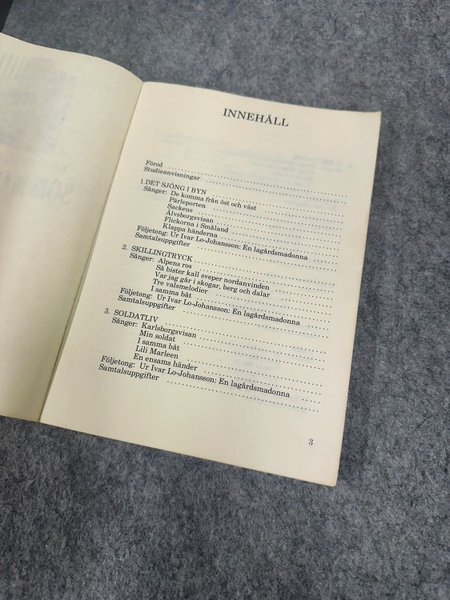 INNEHÅLL
Förord
Studieanvisninger
1. DET SJÖNG I BYN
Sånger: De komma från öst och väst
Pärleporten
Sackeus
Älvsborgsvisan
Flickorna i Småland
Klappa händerna
Följetong: Ur Ivar Lo-Johansson: En lagårdsmadonna
Samtalsuppgifter
2. SKILLINGTRYCK
Sånger: Alpens ros
Så bister kall sveper nordanvinden
Var jag går i skogar, berg och dalar
Tre valsmelodier
I samma båt
Följetong: Ur Ivar Lo-Johansson: En lagårdsmadonna
Samtalsuppgifter
3. SOLDATLIV
Sånger: Karlsborgsvisan
Min soldat
I samma båt
Lili Marleen
En ensams händer
Följetong: Ur Ivar Lo-Johansson: En lagårdsmadonna
Samtalsuppgifter
3